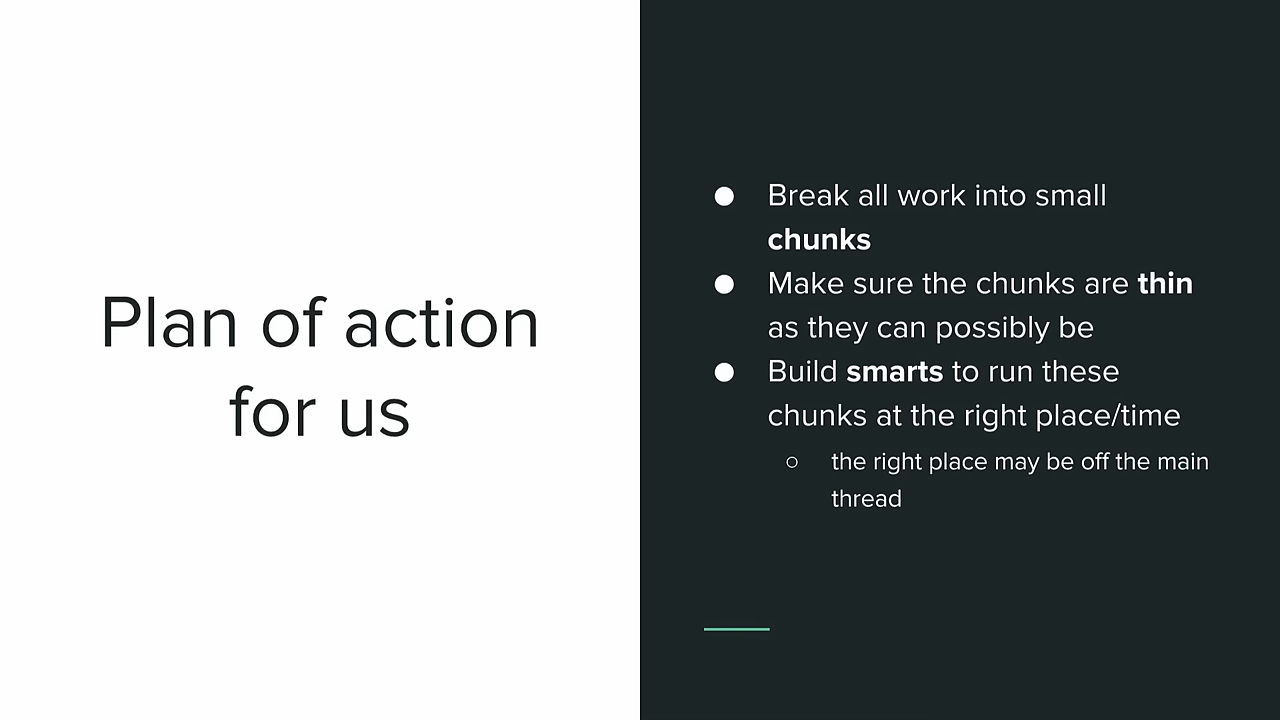 Plan of action
for us
● Break all work into small
chunks
● Make sure the chunks are thin
as they can possibly be
● Build smarts to run these
chunks at the right place/time
○ the right place may be off the main
thread